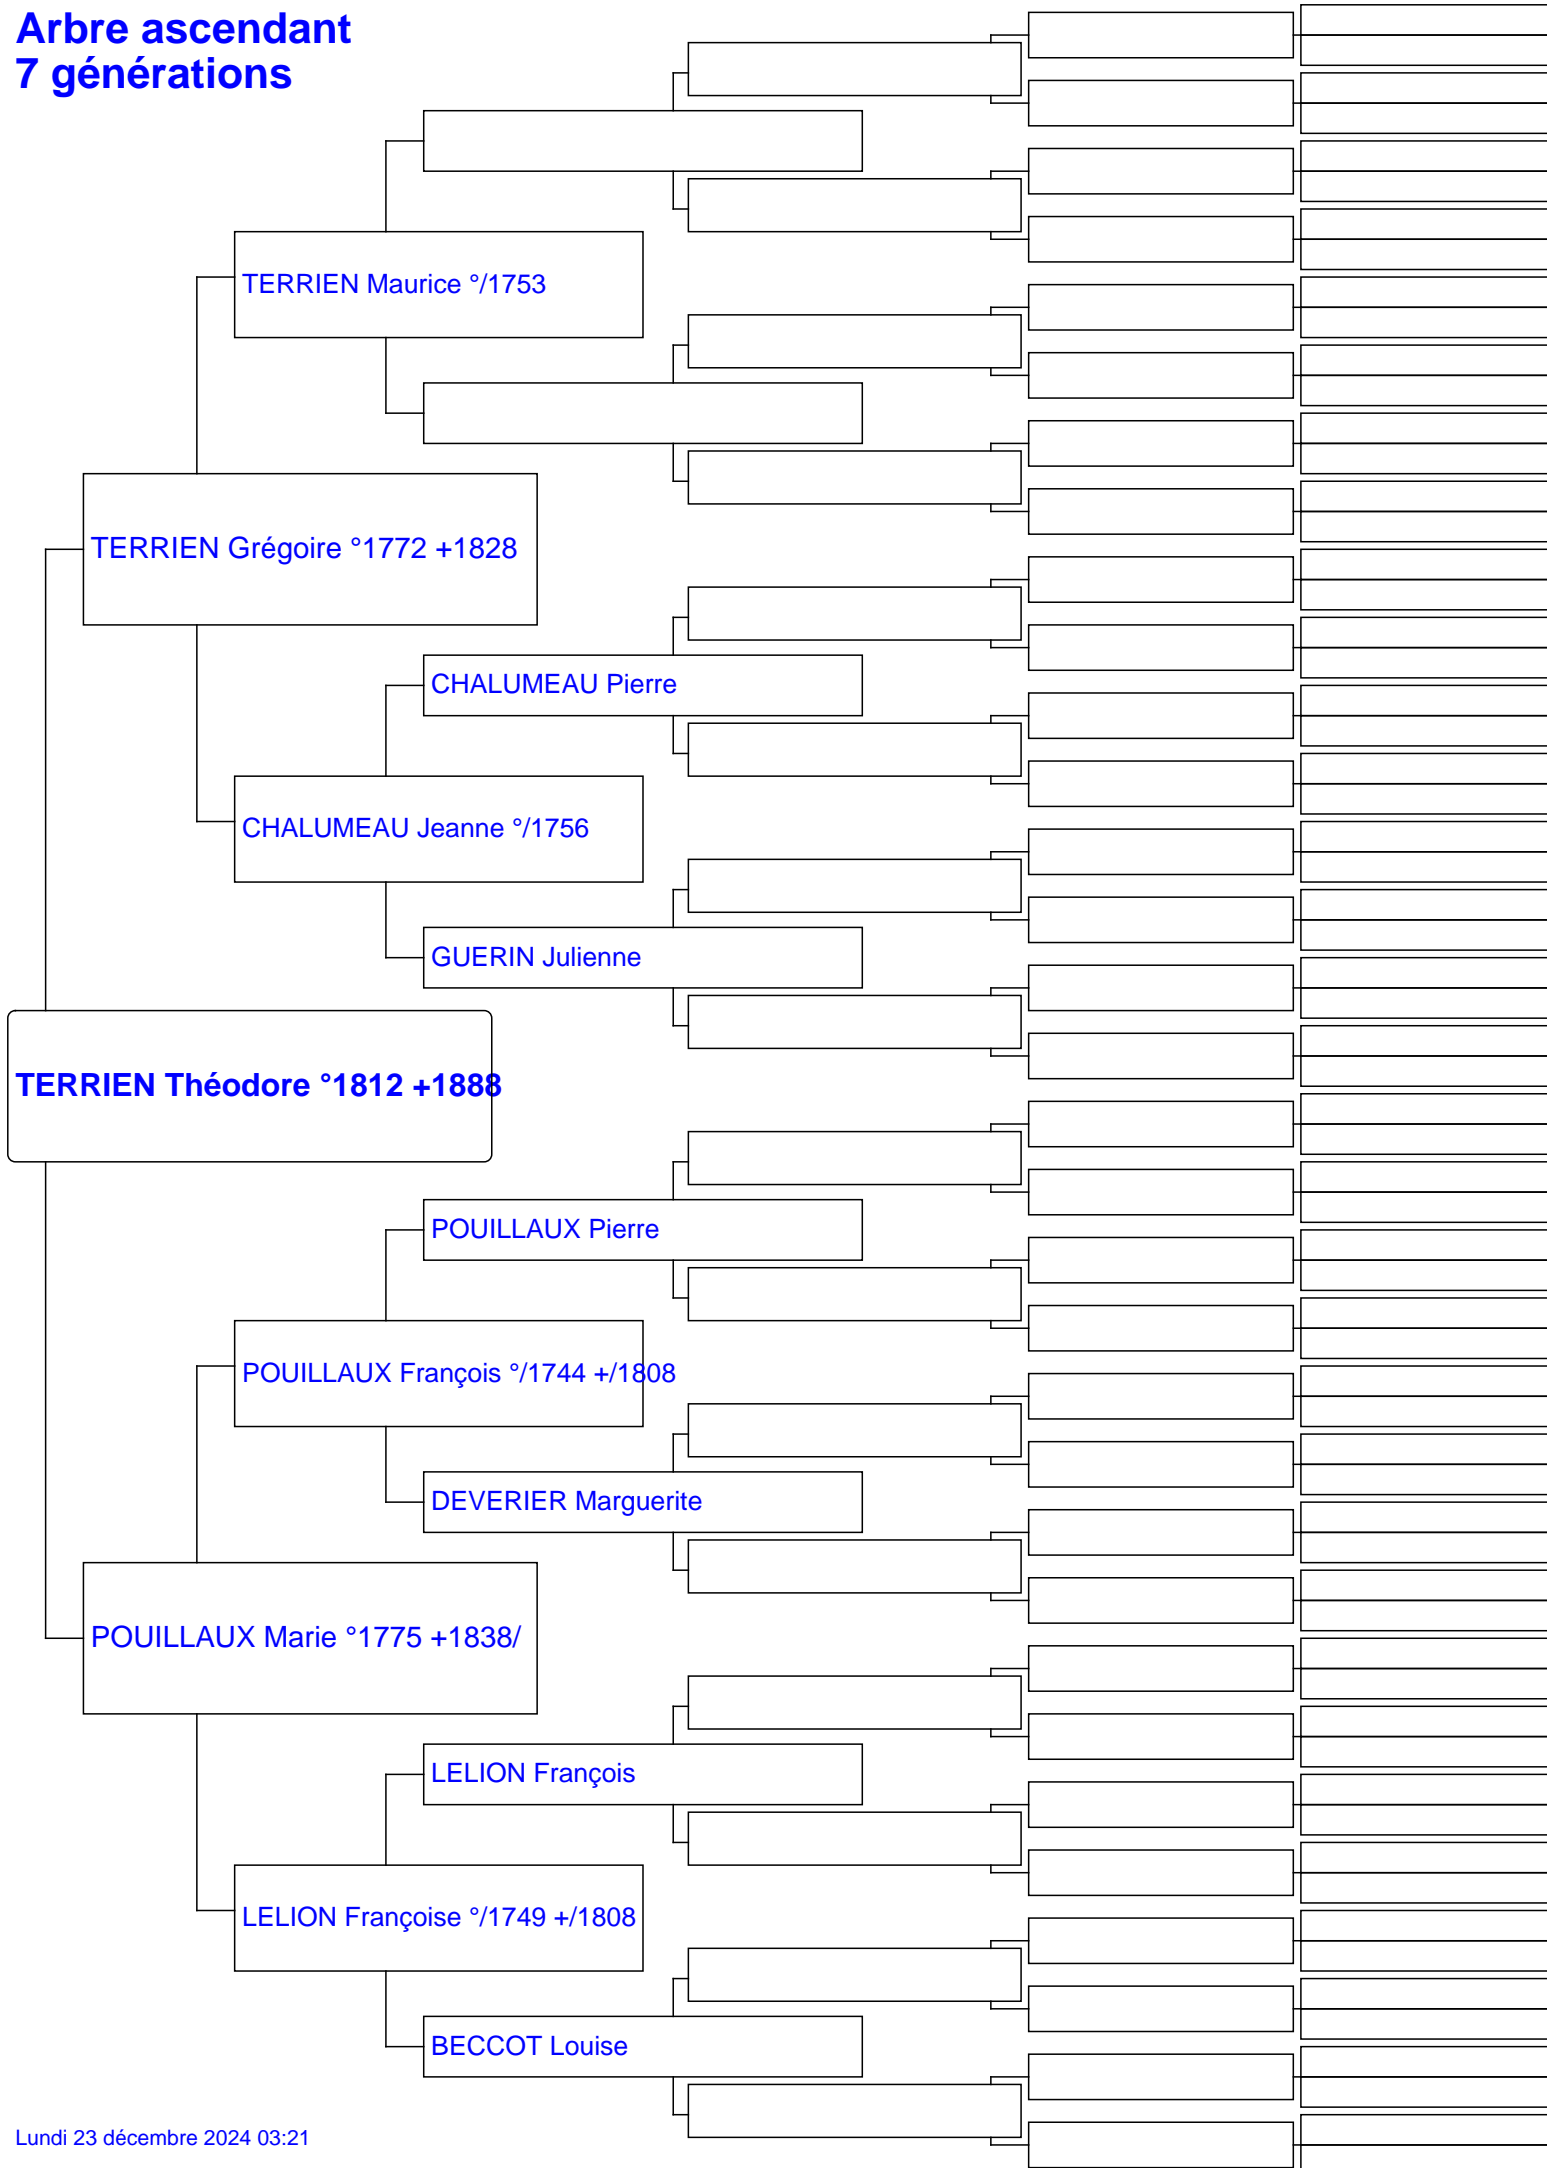 Arbre ascendant
7 générations
TERRIEN Maurice °/1753
TERRIEN Grégoire °1772 +1828
CHALUMEAU Pierre
CHALUMEAU Jeanne °/1756
GUERIN Julienne
TERRIEN Théodore °1812 +1888
POUILLAUX Pierre
POUILLAUX François °/1744 +/1808
DEVERIER Marguerite
POUILLAUX Marie °1775 +1838/
LELION François
LELION Françoise °/1749 +/1808
BECCOT Louise
Lundi 23 décembre 2024 03:21